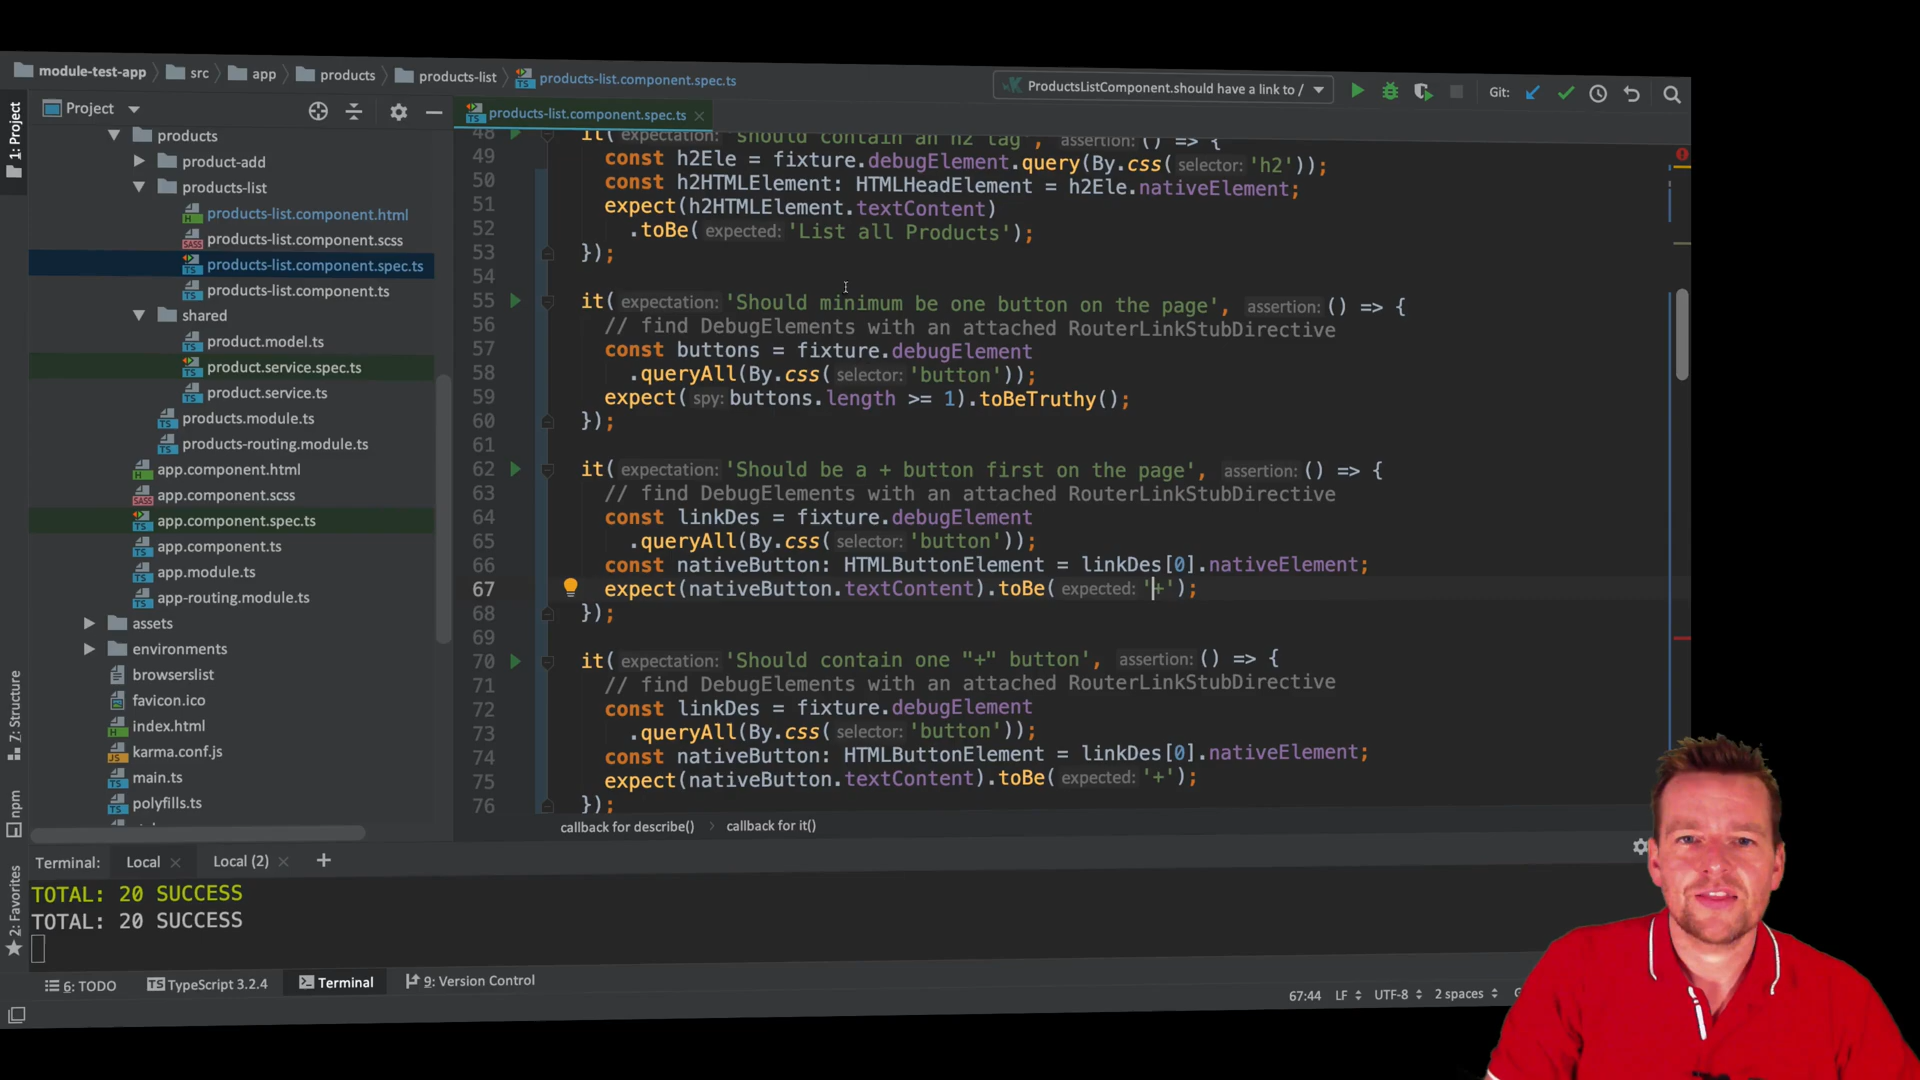 module-test-app src app products products-list products-list.component.spec.ts ProductsListComponent.should have a link to / Git:
1: Project
7: Structure
npm
2: Favorites
Project
products
product-add
products-list
products-list.component.html
products-list.component.scss
products-list.component.spec.ts
products-list.component.ts
shared
product.model.ts
product.service.spec.ts
product.service.ts
products.module.ts
products-routing.module.ts
app.component.html
app.component.scss
app.component.spec.ts
app.component.ts
app.module.ts
app-routing.module.ts
assets
environments
browserslist
favicon.ico
index.html
karma.conf.js
main.ts
polyfills.ts
products-list.component.spec.ts
48 it( expectation: 'should contain an h2 tag', assertion: () => {
49 const h2Ele = fixture.debugElement.query(By.css( selector: 'h2'));
50 const h2HTMLElement: HTMLHeadElement = h2Ele.nativeElement;
51 expect(h2HTMLElement.textContent)
52 .toBe( expected: 'List all Products');
53 });
54
55 it( expectation: 'Should minimum be one button on the page', assertion: () => {
56 // find DebugElements with an attached RouterLinkStubDirective
57 const buttons = fixture.debugElement
58 .queryAll(By.css( selector: 'button'));
59 expect( spy: buttons.length >= 1).toBeTruthy();
60 });
61
62 it( expectation: 'Should be a + button first on the page', assertion: () => {
63 // find DebugElements with an attached RouterLinkStubDirective
64 const linkDes = fixture.debugElement
65 .queryAll(By.css( selector: 'button'));
66 const nativeButton: HTMLButtonElement = linkDes[0].nativeElement;
67 expect(nativeButton.textContent).toBe( expected: '+');
68 });
69
70 it( expectation: 'Should contain one "+" button', assertion: () => {
71 // find DebugElements with an attached RouterLinkStubDirective
72 const linkDes = fixture.debugElement
73 .queryAll(By.css( selector: 'button'));
74 const nativeButton: HTMLButtonElement = linkDes[0].nativeElement;
75 expect(nativeButton.textContent).toBe( expected: '+');
76 });
callback for describe() callback for it()
Terminal: Local Local (2)
TOTAL: 20 SUCCESS
TOTAL: 20 SUCCESS
6: TODO TypeScript 3.2.4 Terminal 9: Version Control
67:44 LF UTF-8 2 spaces